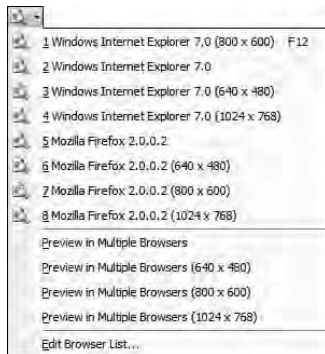 1 Windows Internet Explorer 7.0 (800 x 600) F12
2 Windows Internet Explorer 7.0
3 Windows Internet Explorer 7.0 (640 x 480)
4 Windows Internet Explorer 7.0 (1024 x 768)
5 Mozilla Firefox 2.0.0.2
6 Mozilla Firefox 2.0.0.2 (640 x 480)
7 Mozilla Firefox 2.0.0.2 (800 x 600)
8 Mozilla Firefox 2.0.0.2 (1024 x 768)
Preview in Multiple Browsers
Preview in Multiple Browsers (640 x 480)
Preview in Multiple Browsers (800 x 600)
Preview in Multiple Browsers (1024 x 768)
Edit Browser List...